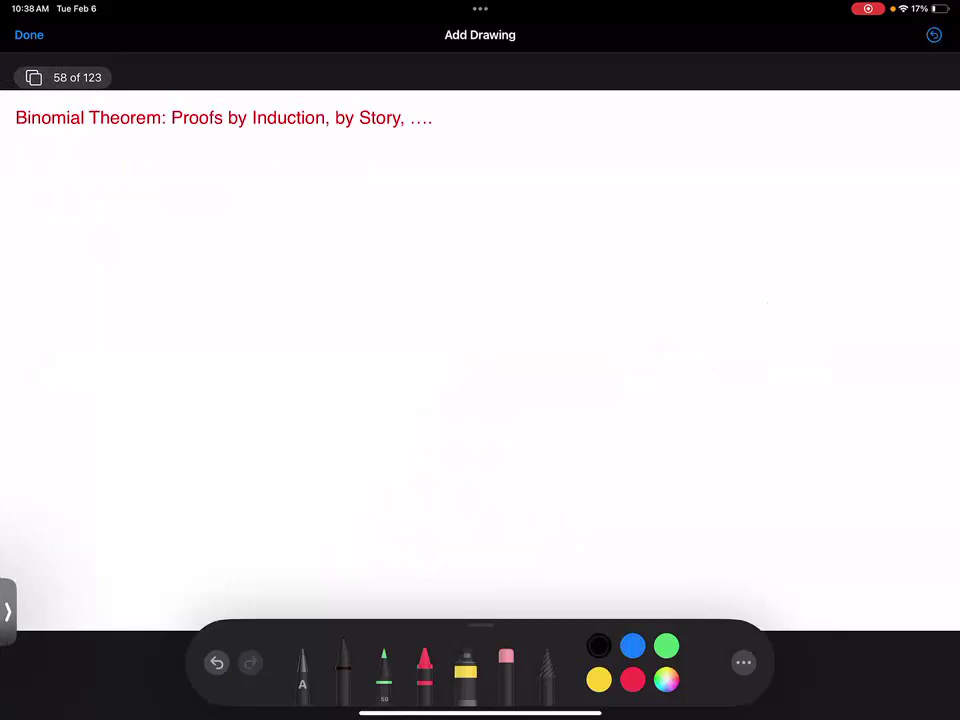 10:38 AM Tue Feb 6
17%
Done
Add Drawing
58 of 123
Binomial Theorem: Proofs by Induction, by Story, ....
A
50